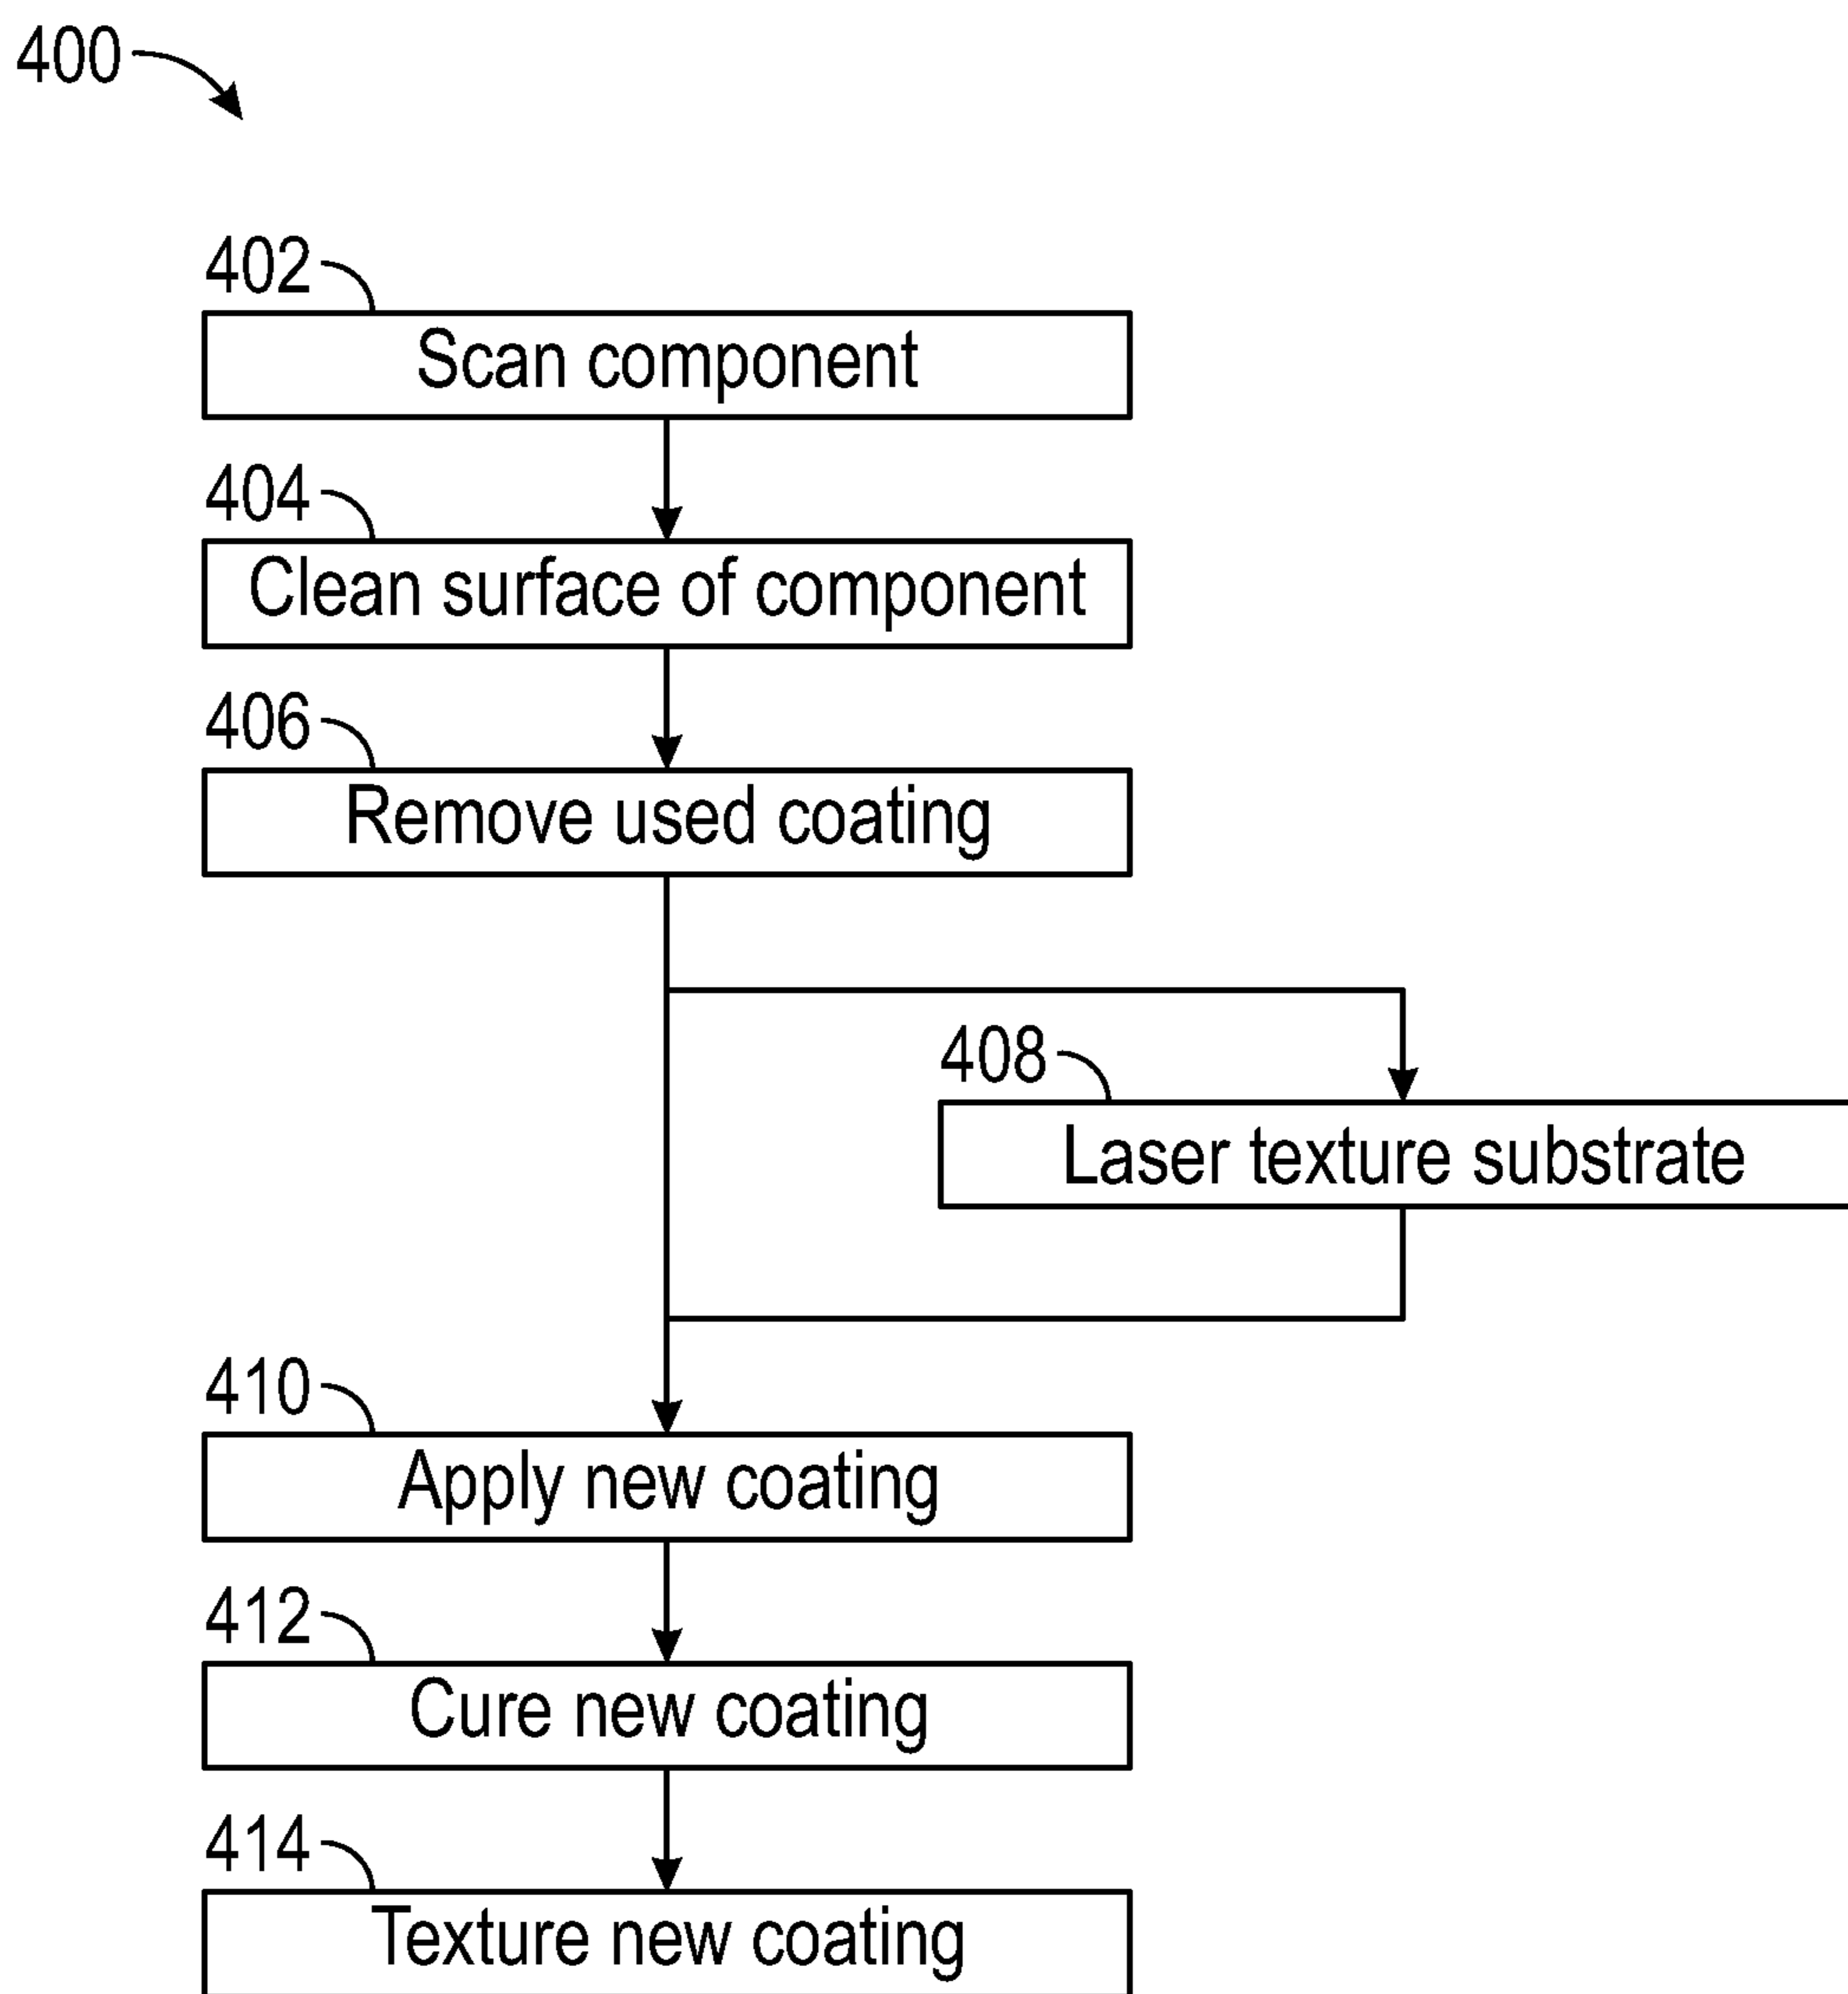 400
402
Scan component
404
Clean surface of component
406
Remove used coating
408
Laser texture substrate
410
Apply new coating
412
Cure new coating
414
Texture new coating